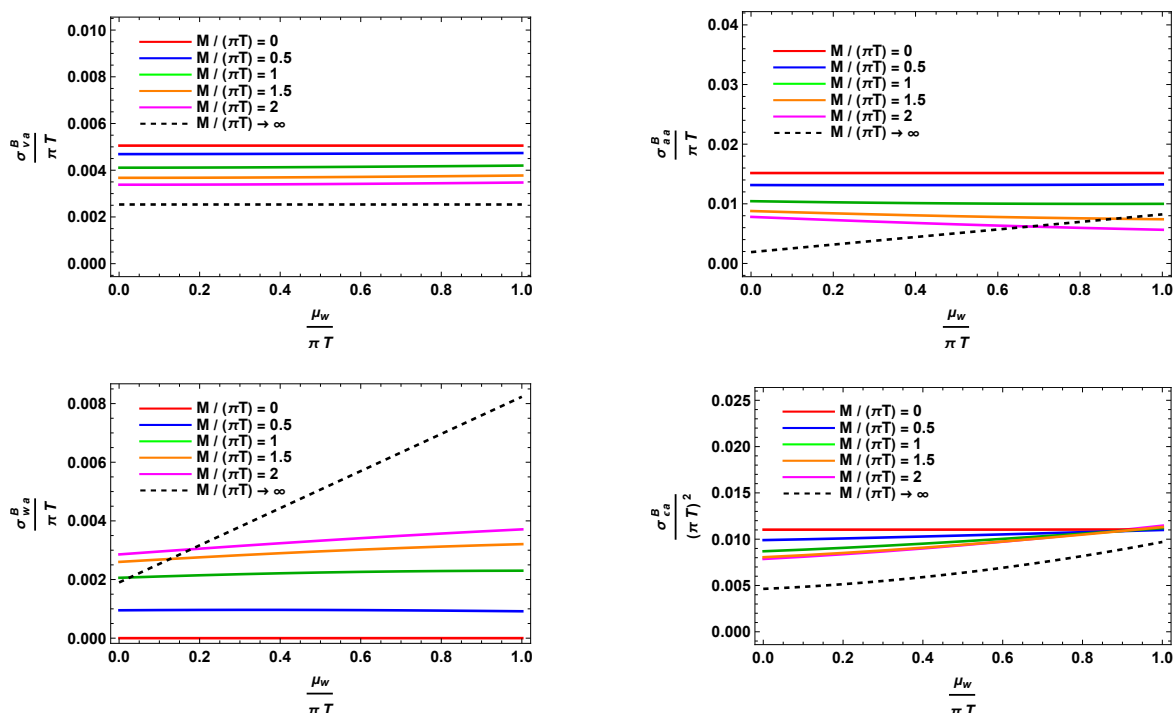 0.010
0.008
0.006
0.004
0.002
0.000
σ^B_{va} / π T
M / (πT) = 0
M / (πT) = 0.5
M / (πT) = 1
M / (πT) = 1.5
M / (πT) = 2
M / (πT) → ∞
0.0 0.2 0.4 0.6 0.8 1.0
μ_w / π T
0.04
0.03
0.02
0.01
0.00
σ^B_{aa} / π T
M / (πT) = 0
M / (πT) = 0.5
M / (πT) = 1
M / (πT) = 1.5
M / (πT) = 2
M / (πT) → ∞
0.0 0.2 0.4 0.6 0.8 1.0
μ_w / π T
0.008
0.006
0.004
0.002
0.000
σ^B_{wa} / π T
M / (πT) = 0
M / (πT) = 0.5
M / (πT) = 1
M / (πT) = 1.5
M / (πT) = 2
M / (πT) → ∞
0.0 0.2 0.4 0.6 0.8 1.0
μ_w / π T
0.025
0.020
0.015
0.010
0.005
0.000
σ^B_{ϵa} / (π T)^2
M / (πT) = 0
M / (πT) = 0.5
M / (πT) = 1
M / (πT) = 1.5
M / (πT) = 2
M / (πT) → ∞
0.0 0.2 0.4 0.6 0.8 1.0
μ_w / π T